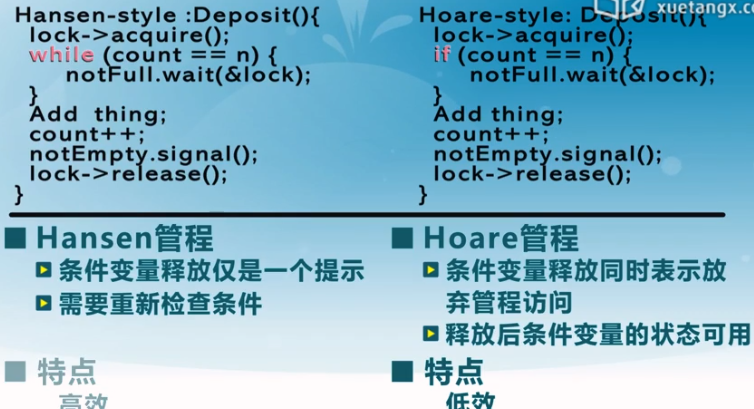 xuetangx.co
Hansen-style :Deposit(){
lock->acquire();
while (count == n) {
notFull.wait(&lock);
}
Add thing;
count++;
notEmpty.signal();
lock->release();
}
Hoare-style: Deposit(){
lock->acquire();
if (count == n) {
notFull.wait(&lock);
}
Add thing;
count++;
notEmpty.signal();
lock->release();
}
Hansen管程
条件变量释放仅是一个提示
需要重新检查条件
特点
高效
Hoare管程
条件变量释放同时表示放
弃管程访问
释放后条件变量的状态可用
特点
低效